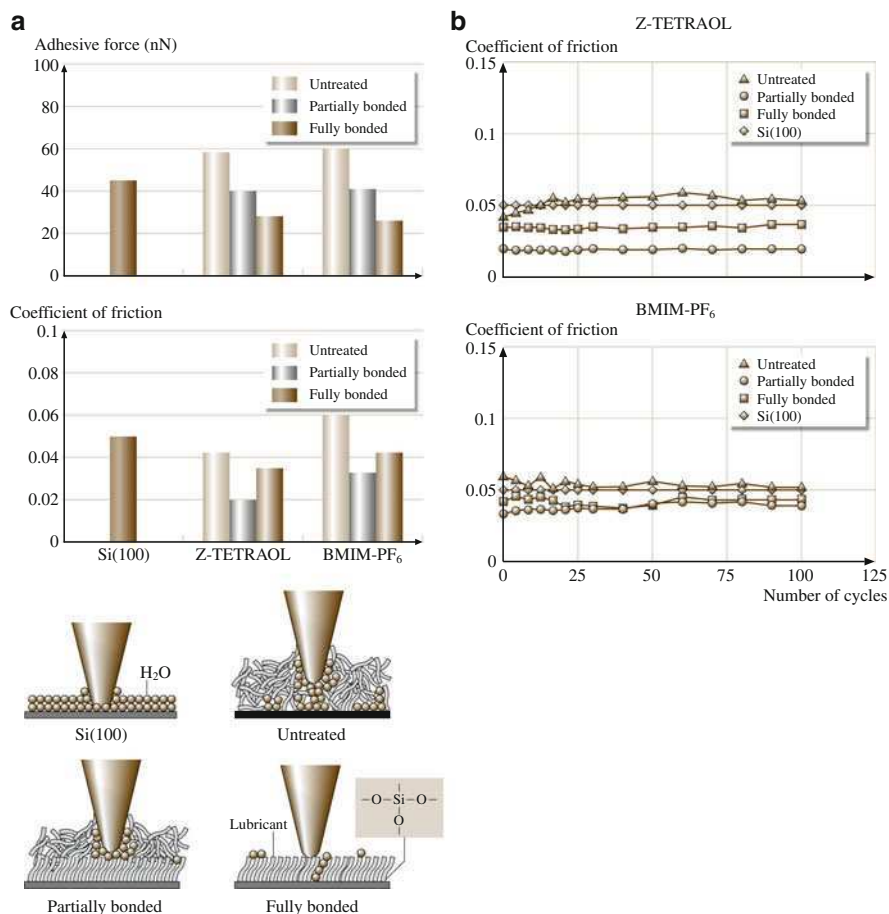 a
Adhesive force (nN)
100
80
60
40
20
0
Untreated
Partially bonded
Fully bonded
Coefficient of friction
0.1
0.08
0.06
0.04
0.02
0
Untreated
Partially bonded
Fully bonded
Si(100)
Z-TETRAOL
BMIM-PF₆
H₂O
Si(100)
Untreated
Partially bonded
Lubricant
–O–Si–O–
O
Fully bonded
b
Z-TETRAOL
Coefficient of friction
0.15
0.1
0.05
0
Untreated
Partially bonded
Fully bonded
Si(100)
BMIM-PF₆
Coefficient of friction
0.15
0.1
0.05
0
Untreated
Partially bonded
Fully bonded
Si(100)
0
25
50
75
100
125
Number of cycles